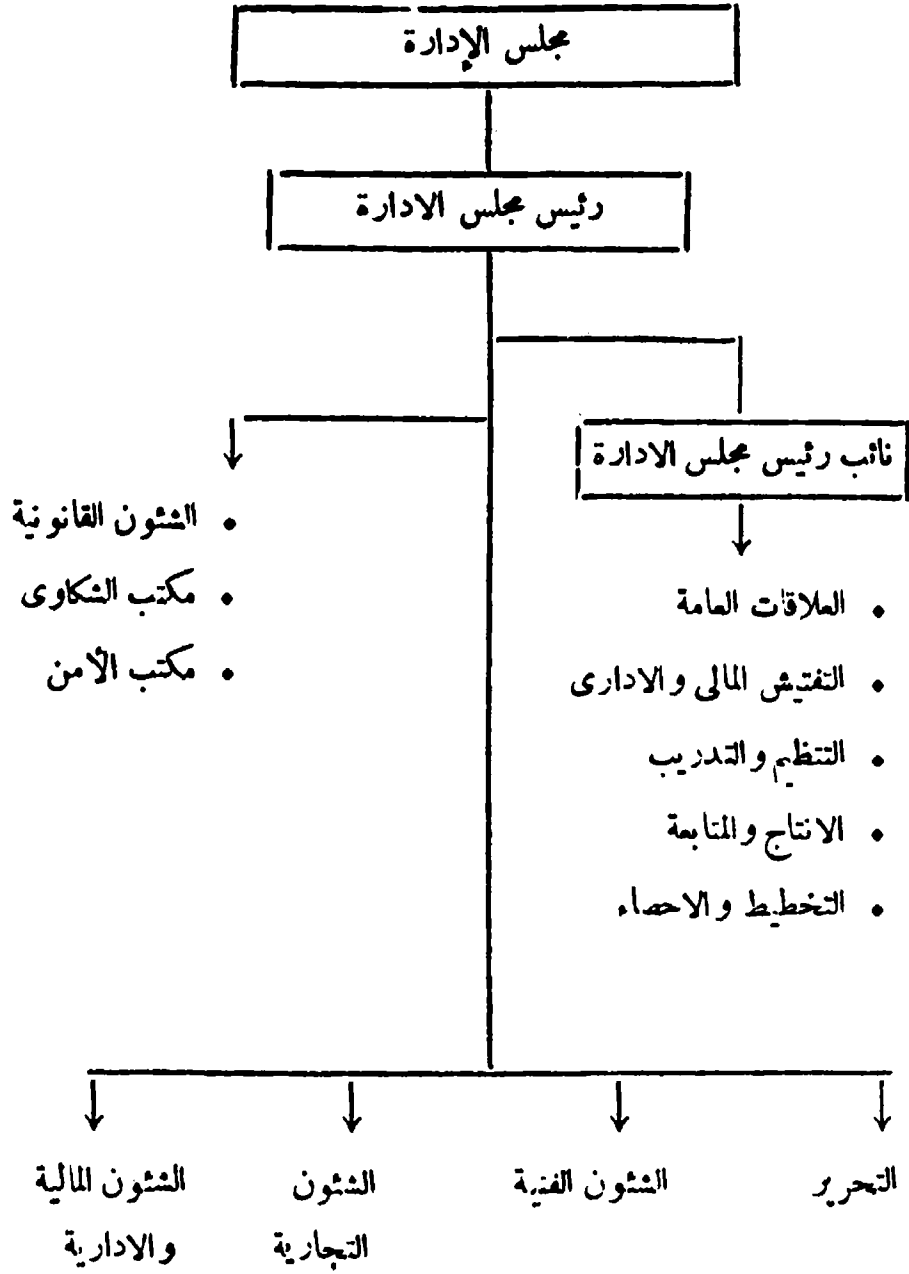 مجلس الإدارة
رئيس مجلس الادارة
نائب رئيس مجلس الادارة
• العلاقات العامة
• التفتيش المالى والادارى
• التنظيم والتدريب
• الانتاج والمتابعة
• التخطيط والاحصاء
• الشئون القانونية
• مكتب الشكاوى
• مكتب الأمن
التحرير
الشئون الفنية
الشئون
التجارية
الشئون المالية
والادارية